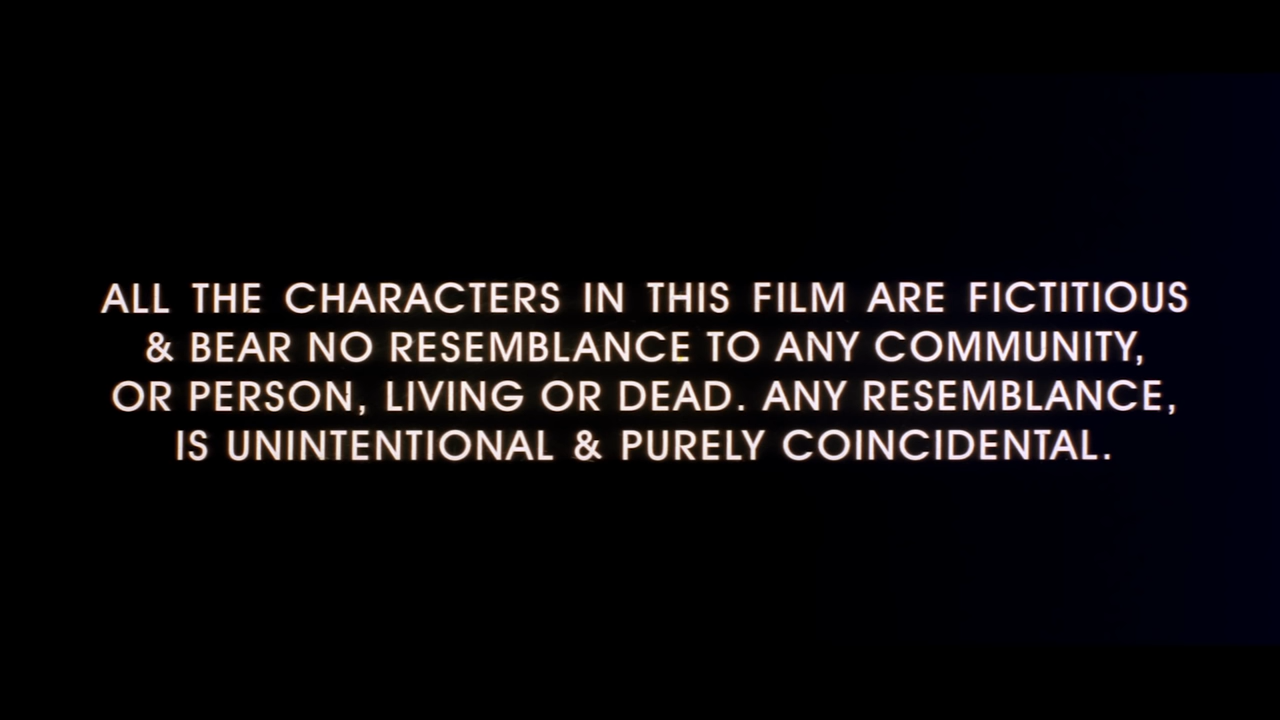 ALL THE CHARACTERS IN THIS FILM ARE FICTITIOUS
& BEAR NO RESEMBLANCE TO ANY COMMUNITY,
OR PERSON, LIVING OR DEAD. ANY RESEMBLANCE,
IS UNINTENTIONAL & PURELY COINCIDENTAL.